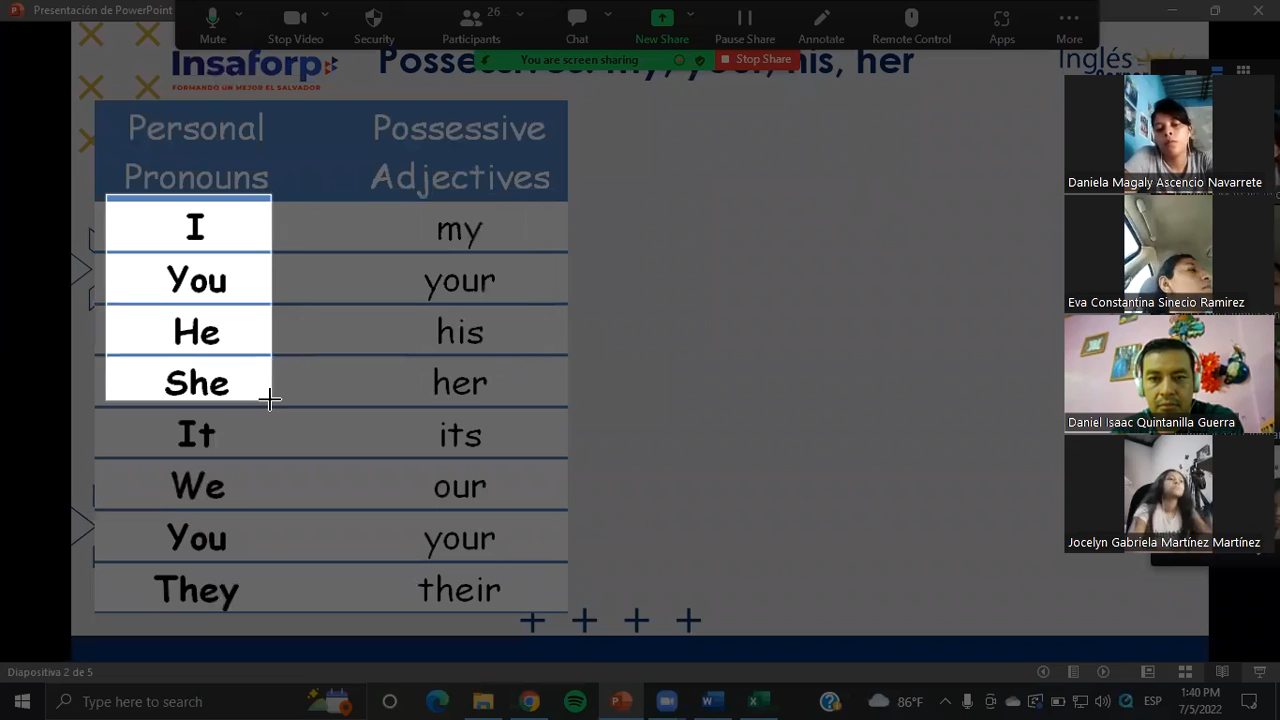 Presentación de PowerPoint
Mute
Stop Video
Security
26
Participants
Chat
New Share
Pause Share
Annotate
Remote Control
Apps
More
You are screen sharing
Stop Share
Insaforp
FORMANDO UN MEJOR EL SALVADOR
his, her
Inglés
Personal Pronouns
Possessive Adjectives
I my
You your
He his
She her
It its
We our
You your
They their
Daniela Magaly Ascencio Navarrete
Eva Constantina Sinecio Ramirez
Daniel Isaac Quintanilla Guerra
Jocelyn Gabriela Martínez Martínez
Diapositiva 2 de 5
Type here to search
86°F
ESP
1:40 PM
7/5/2022